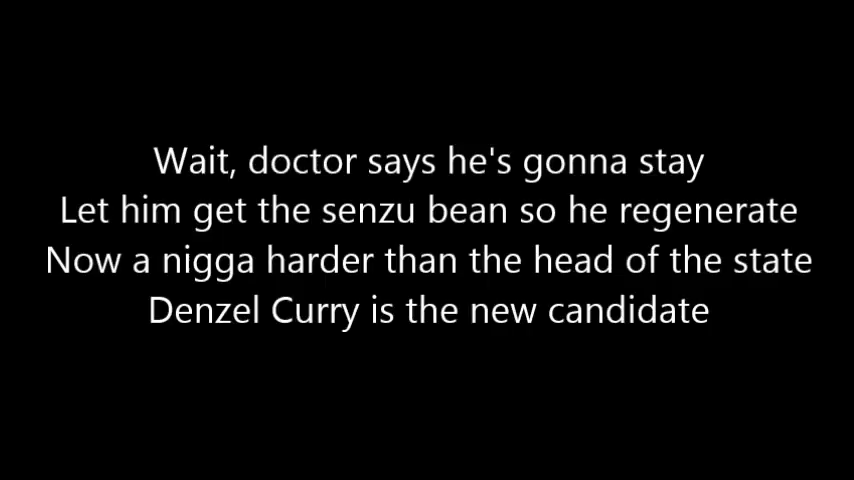 Wait, doctor says he's gonna stay
Let him get the senzu bean so he regenerate
Now a nigga harder than the head of the state
Denzel Curry is the new candidate